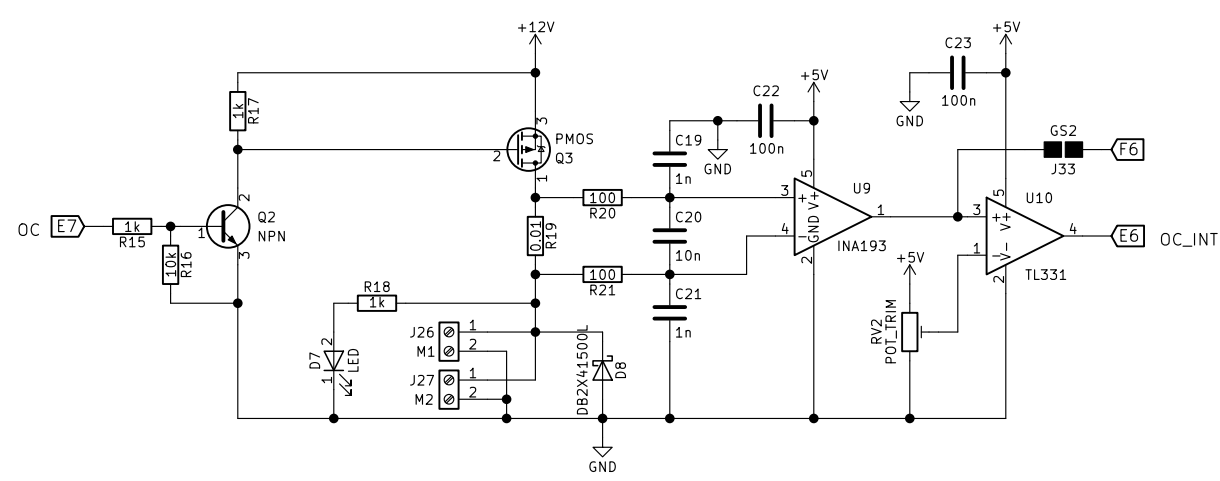 +12V
+5V
C23
100n
GND
+5V
C22
100n
GND
1k
R17
3
PMOS
Q3
2
1
C19
1n
GS2
J33
F6
OC
E7
1k
R15
10k
R16
1
2
3
Q2
NPN
100
R20
0.01
R19
C20
10n
100
R21
C21
1n
3
4
5
2
1
+
-
V+
GND
U9
INA193
3
1
5
2
4
+
-
V+
V-
U10
TL331
E6
OC_INT
+5V
RV2
POT_TRIM
R18
1k
D7
LED
2
1
J26
M1
1
2
J27
M2
1
2
DB2X41500L
D8
GND